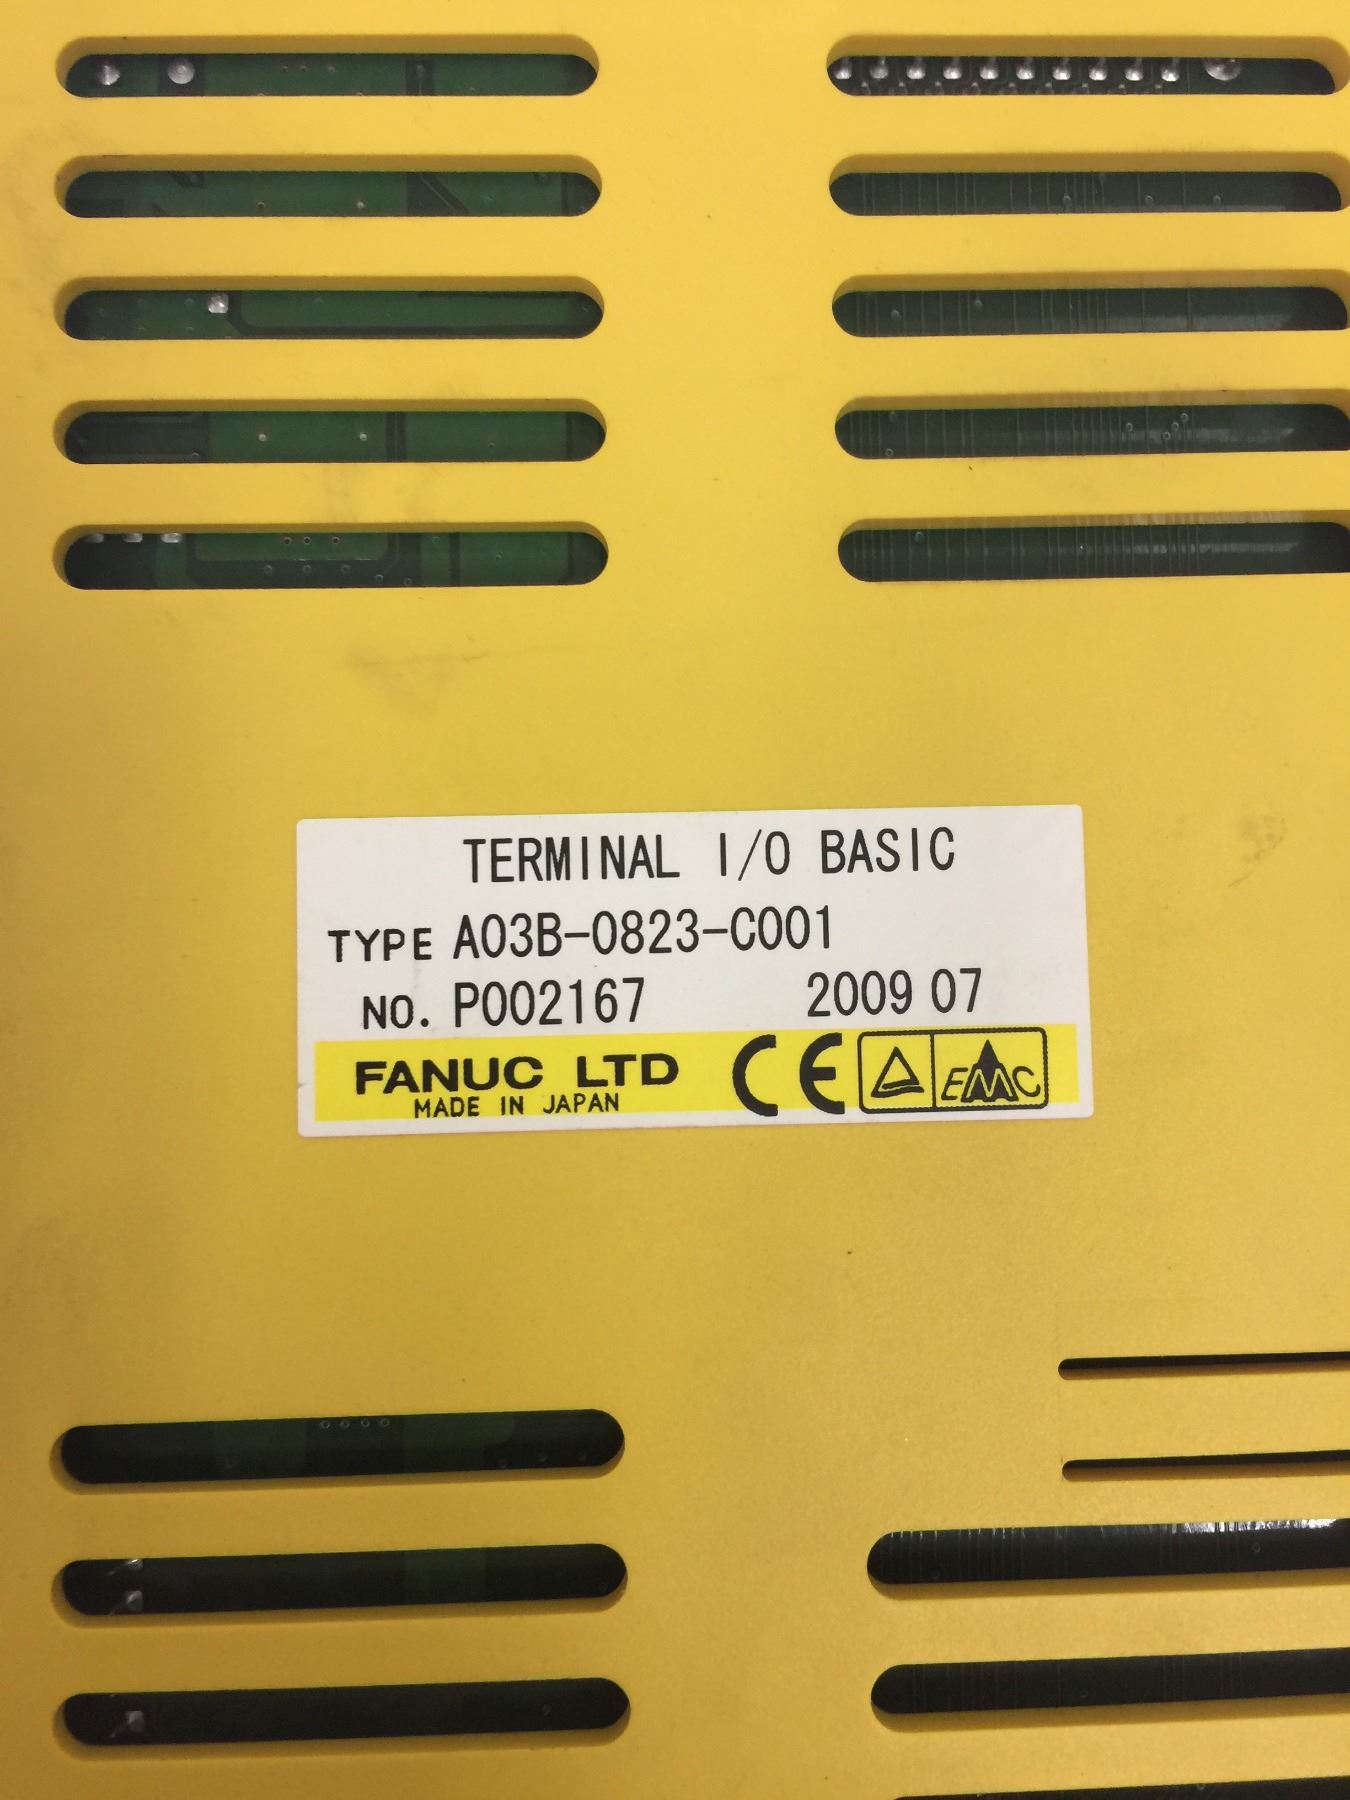 TERMINAL I/O BASIC
TYPE A03B-0823-C001
NO. P002167 2009 07
FANUC LTD CE EMC
MADE IN JAPAN